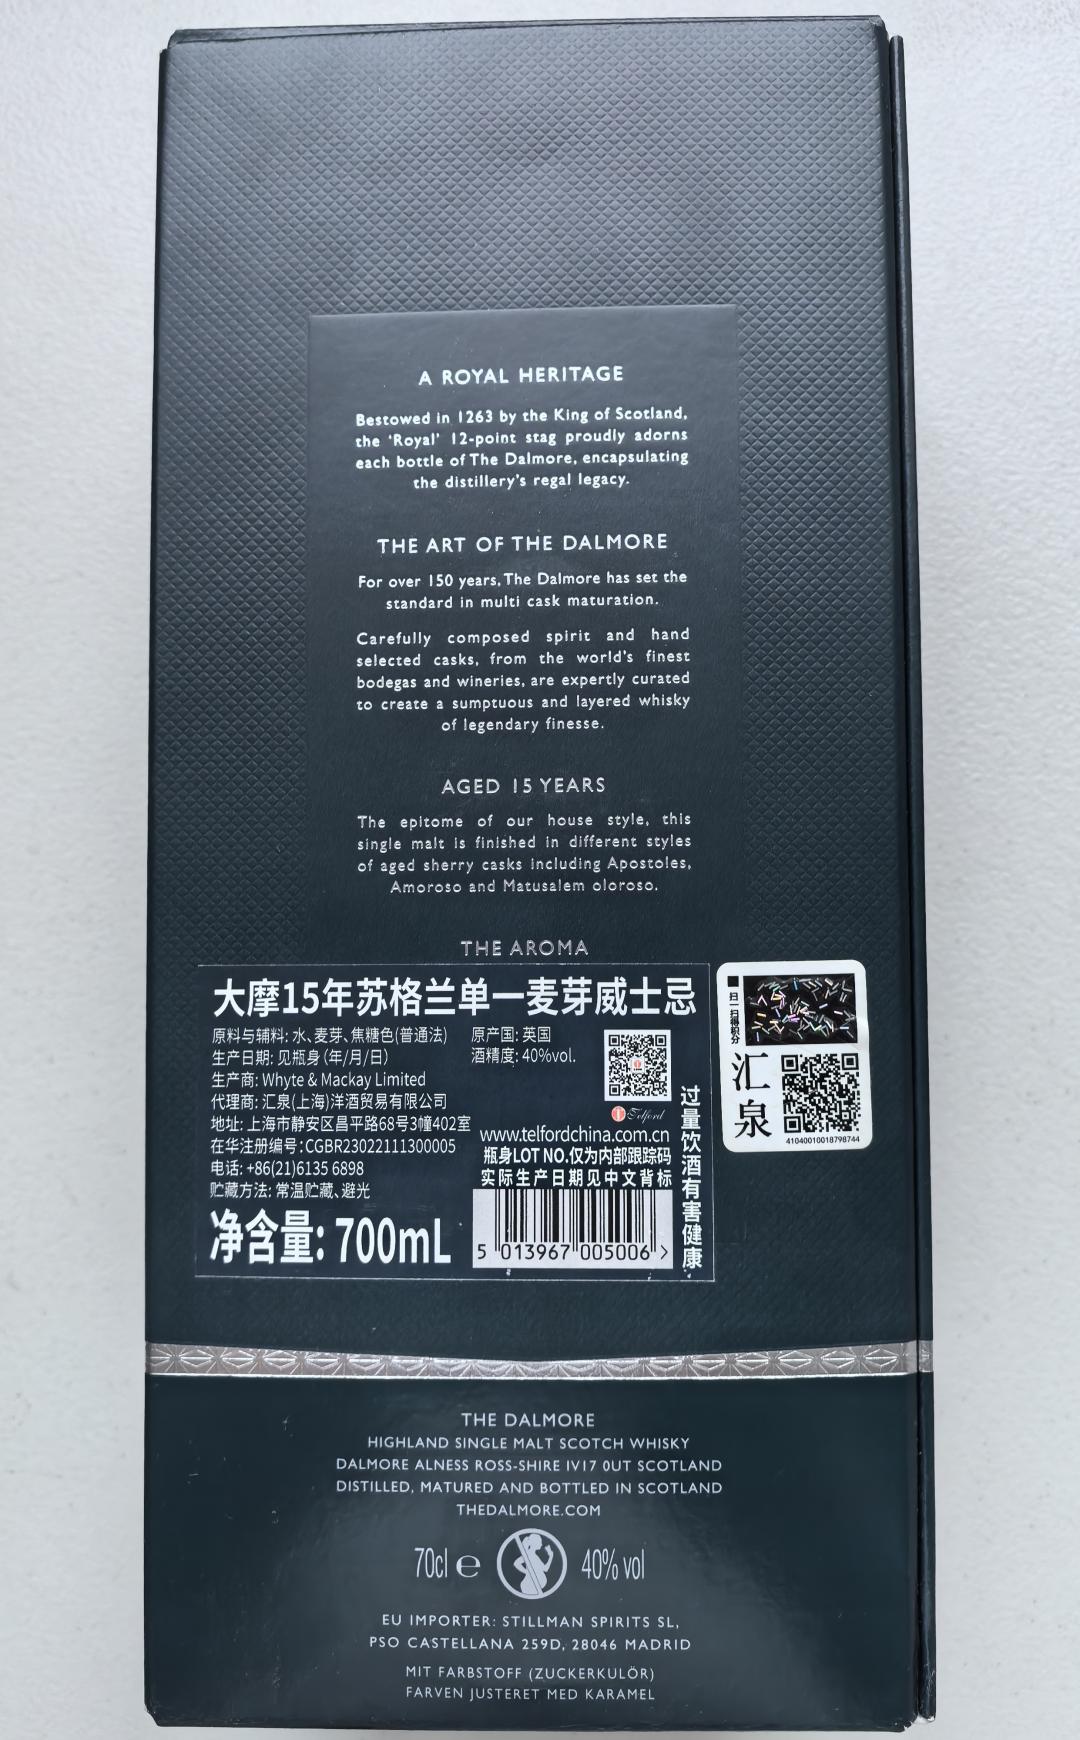 A ROYAL HERITAGE
Bestowed in 1263 by the King of Scotland,
the ‘Royal’ 12-point stag proudly adorns
each bottle of The Dalmore, encapsulating
the distillery’s regal legacy.
THE ART OF THE DALMORE
For over 150 years, The Dalmore has set the
standard in multi cask maturation.
Carefully composed spirit and hand
selected casks, from the world’s finest
bodegas and wineries, are expertly curated
to create a sumptuous and layered whisky
of legendary finesse.
AGED 15 YEARS
The epitome of our house style, this
single malt is finished in different styles
of aged sherry casks including Apostoles,
Amoroso and Matusalem oloroso.
THE AROMA
大摩15年苏格兰单一麦芽威士忌
原料与辅料: 水、麦芽、焦糖色(普通法)
生产日期: 见瓶身 (年/月/日)
生产商: Whyte & Mackay Limited
代理商: 汇泉(上海)洋酒贸易有限公司
地址: 上海市静安区昌平路68号3幢402室
在华注册编号: CGBR23022111300005
电话: +86(21)6135 6898
贮藏方法: 常温贮藏、避光
净含量: 700mL
原产国: 英国
酒精度: 40%vol.
Telford
www.telfordchina.com.cn
瓶身LOT NO.仅为内部跟踪码
实际生产日期见中文背标
5 013967 005006 >
过量饮酒有害健康
扫一扫得积分
汇泉
41040010018798744
THE DALMORE
HIGHLAND SINGLE MALT SCOTCH WHISKY
DALMORE ALNESS ROSS-SHIRE IV17 0UT SCOTLAND
DISTILLED, MATURED AND BOTTLED IN SCOTLAND
THEDALMORE.COM
70cl e 40% vol
EU IMPORTER: STILLMAN SPIRITS SL,
PSO CASTELLANA 259D, 28046 MADRID
MIT FARBSTOFF (ZUCKERKULÖR)
FARVEN JUSTERET MED KARAMEL